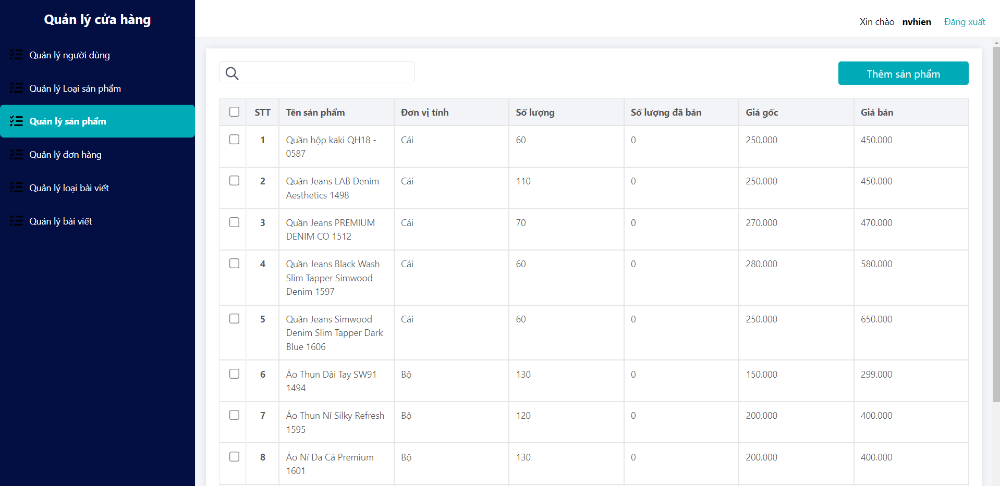 Quản lý cửa hàng
Quản lý người dùng
Quản lý Loại sản phẩm
Quản lý sản phẩm
Quản lý đơn hàng
Quản lý loại bài viết
Quản lý bài viết
Xin chào nvhien Đăng xuất
Thêm sản phẩm
STT Tên sản phẩm Đơn vị tính Số lượng Số lượng đã bán Giá gốc Giá bán
1 Quần hộp kaki QH18 - Cái 60 0 250.000 450.000
0587
2 Quần Jeans LAB Denim Cái 110 0 250.000 450.000
Aesthetics 1498
3 Quần Jeans PREMIUM Cái 70 0 270.000 470.000
DENIM CO 1512
4 Quần Jeans Black Wash Cái 60 0 280.000 580.000
Slim Tapper Simwood
Denim 1597
5 Quần Jeans Simwood Cái 60 0 250.000 650.000
Denim Slim Tapper Dark
Blue 1606
6 Áo Thun Dài Tay SW91 Bộ 130 0 150.000 299.000
1494
7 Áo Thun Nỉ Silky Refresh Bộ 120 0 200.000 400.000
1595
8 Áo Nỉ Da Cá Premium Bộ 130 0 200.000 400.000
1601